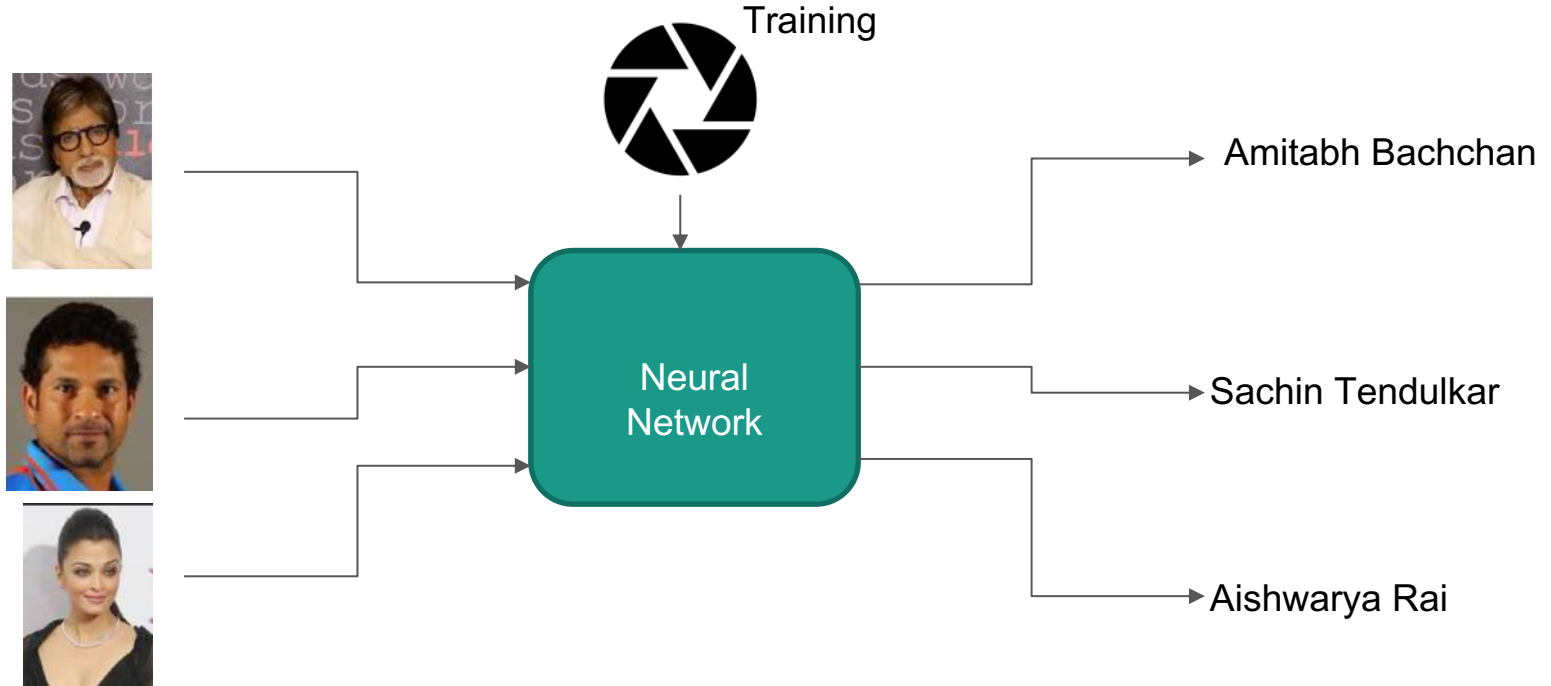 Training
Amitabh Bachchan
Neural
Network
Sachin Tendulkar
Aishwarya Rai